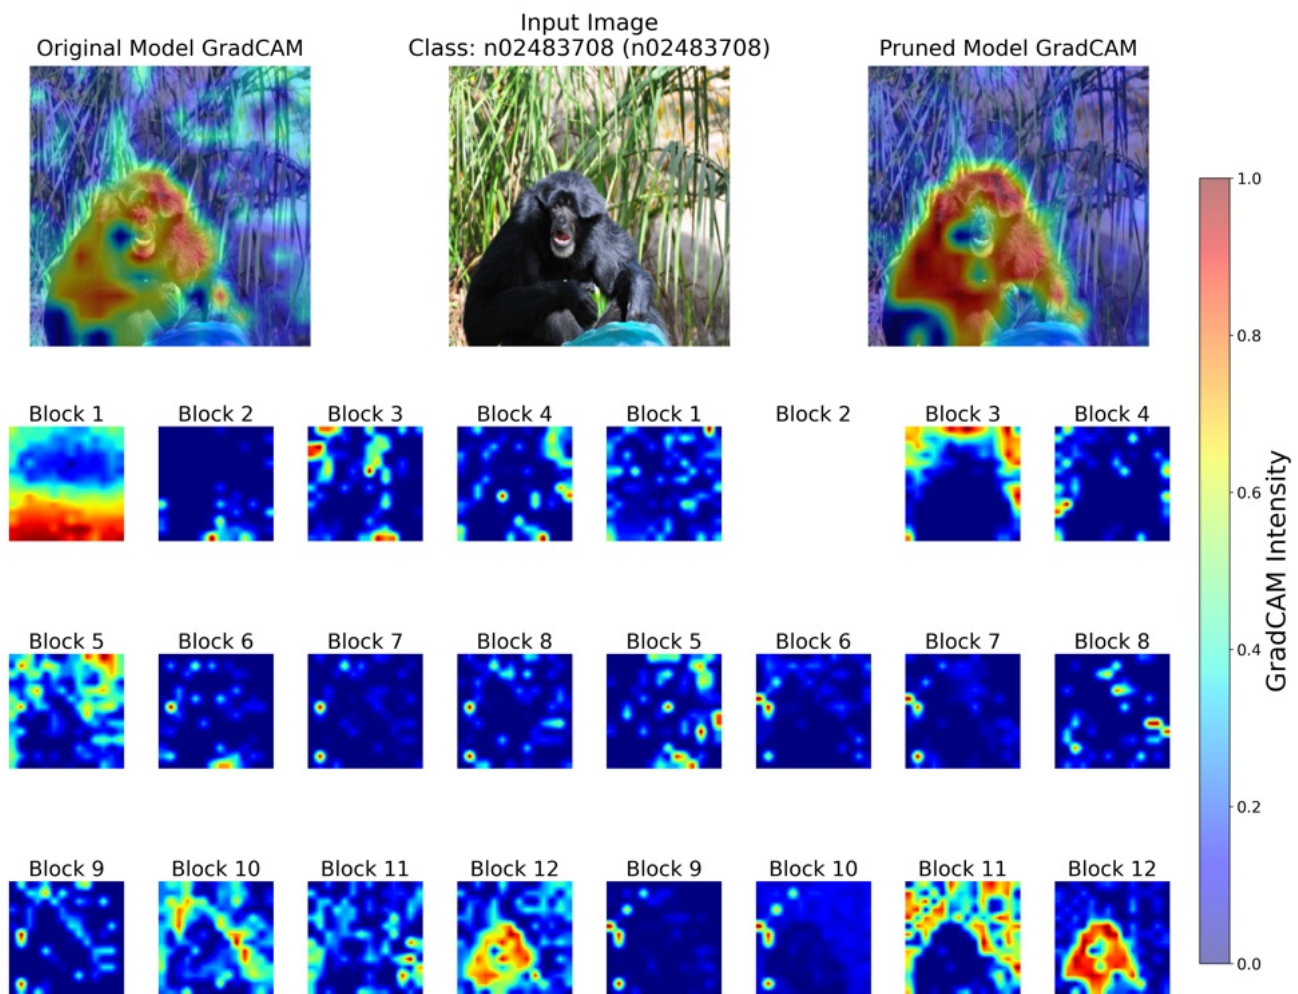 Original Model GradCAM
Input Image
Class: n02483708 (n02483708)
Pruned Model GradCAM
Block 1
Block 2
Block 3
Block 4
Block 1
Block 2
Block 3
Block 4
Block 5
Block 6
Block 7
Block 8
Block 5
Block 6
Block 7
Block 8
Block 9
Block 10
Block 11
Block 12
Block 9
Block 10
Block 11
Block 12
1.0
0.8
0.6
0.4
0.2
0.0
GradCAM Intensity